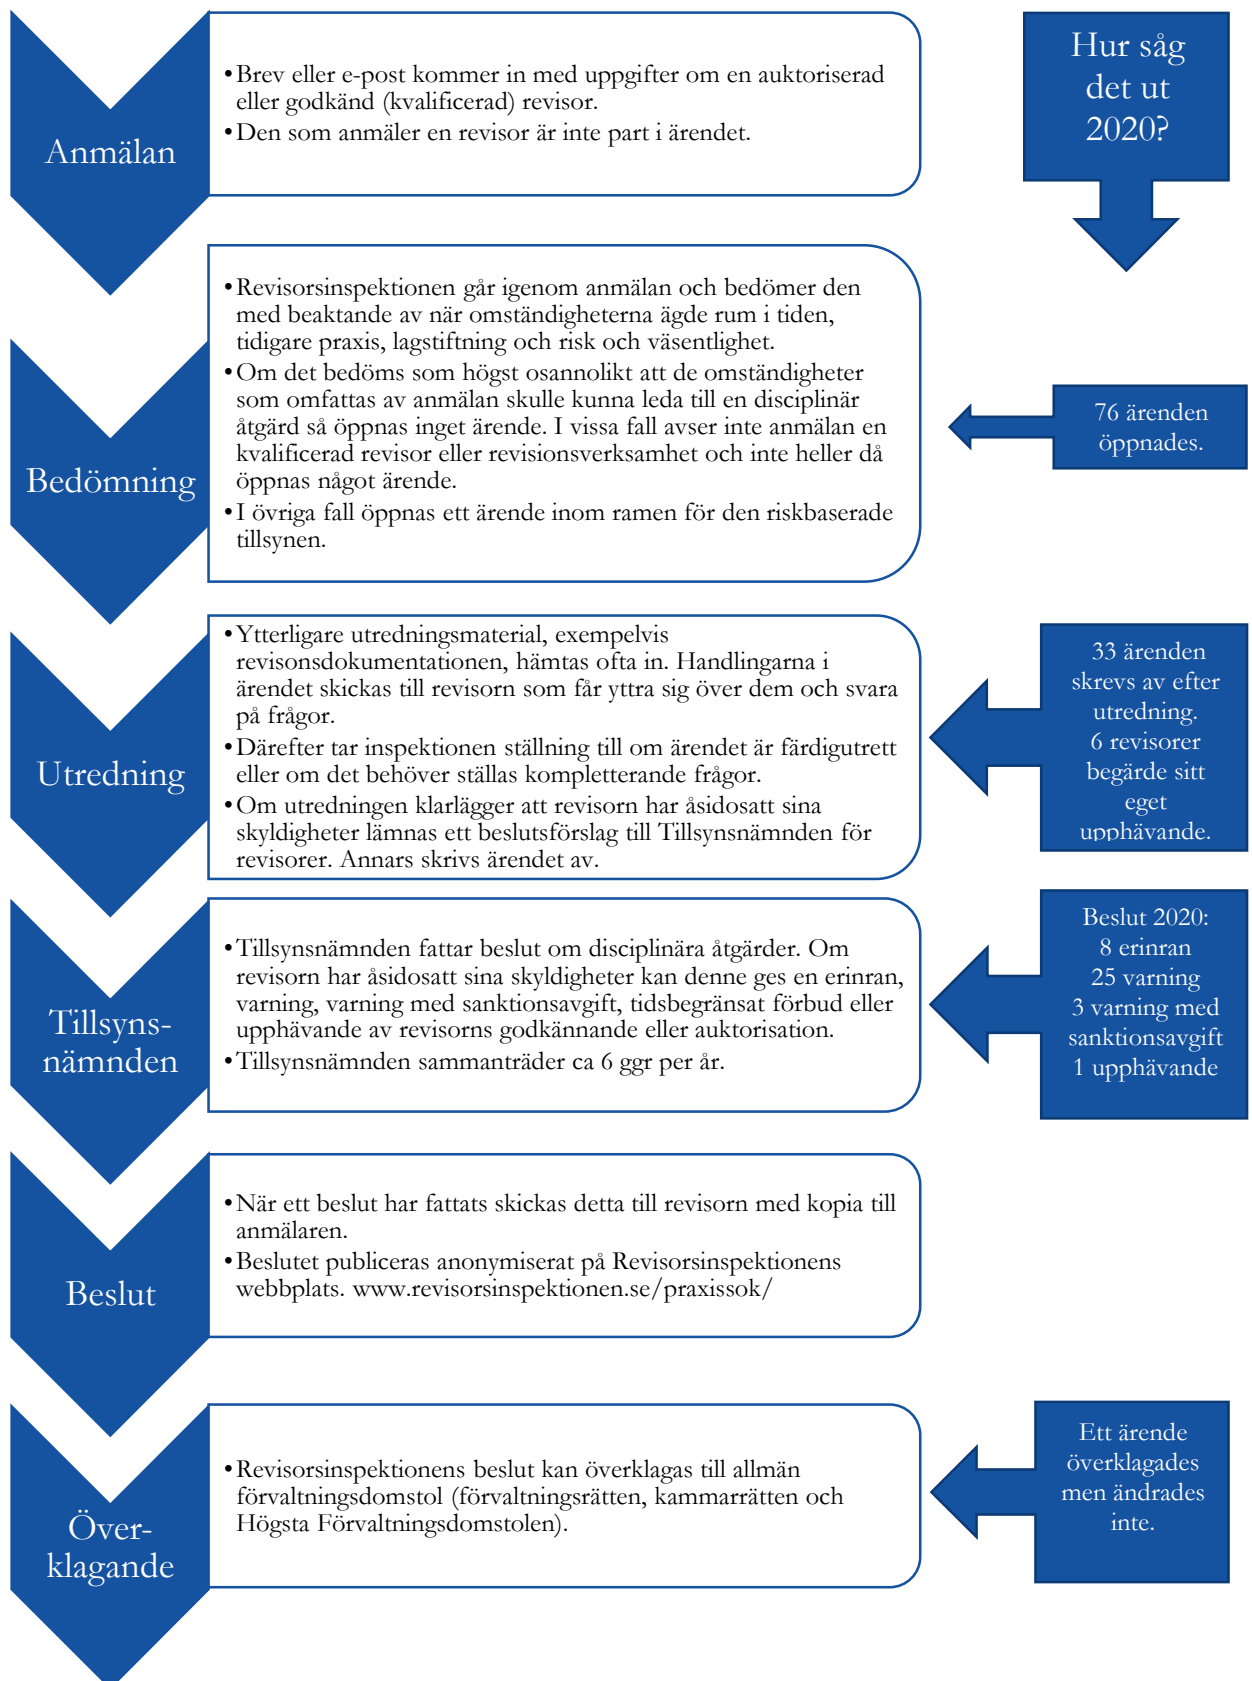 Anmälan
•Brev eller e-post kommer in med uppgifter om en auktoriserad
eller godkänd (kvalificerad) revisor.
•Den som anmäler en revisor är inte part i ärendet.
Hur såg
det ut
2020?
Bedömning
•Revisorsinspektionen går igenom anmälan och bedömer den
med beaktande av när omständigheterna ägde rum i tiden,
tidigare praxis, lagstiftning och risk och väsentlighet.
•Om det bedöms som högst osannolikt att de omständigheter
som omfattas av anmälan skulle kunna leda till en disciplinär
åtgärd så öppnas inget ärende. I vissa fall avser inte anmälan en
kvalificerad revisor eller revisionsverksamhet och inte heller då
öppnas något ärende.
•I övriga fall öppnas ett ärende inom ramen för den riskbaserade
tillsynen.
76 ärenden
öppnades.
Utredning
•Ytterligare utredningsmaterial, exempelvis
revisonsdokumentationen, hämtas ofta in. Handlingarna i
ärendet skickas till revisorn som får yttra sig över dem och svara
på frågor.
•Därefter tar inspektionen ställning till om ärendet är färdigutrett
eller om det behöver ställas kompletterande frågor.
•Om utredningen klarlägger att revisorn har åsidosatt sina
skyldigheter lämnas ett beslutsförslag till Tillsynsnämnden för
revisorer. Annars skrivs ärendet av.
33 ärenden
skrevs av efter
utredning.
6 revisorer
begärde sitt
eget
upphävande.
Tillsyns-
nämnden
•Tillsynsnämnden fattar beslut om disciplinära åtgärder. Om
revisorn har åsidosatt sina skyldigheter kan denne ges en erinran,
varning, varning med sanktionsavgift, tidsbegränsat förbud eller
upphävande av revisorns godkännande eller auktorisation.
•Tillsynsnämnden sammanträder ca 6 ggr per år.
Beslut 2020:
8 erinran
25 varning
3 varning med
sanktionsavgift
1 upphävande
Beslut
•När ett beslut har fattats skickas detta till revisorn med kopia till
anmälaren.
•Beslutet publiceras anonymiserat på Revisorsinspektionens
webbplats. www.revisorsinspektionen.se/praxissok/
Över-
klagande
•Revisorsinspektionens beslut kan överklagas till allmän
förvaltningsdomstol (förvaltningsrätten, kammarrätten och
Högsta Förvaltningsdomstolen).
Ett ärende
överklagades
men ändrades
inte.